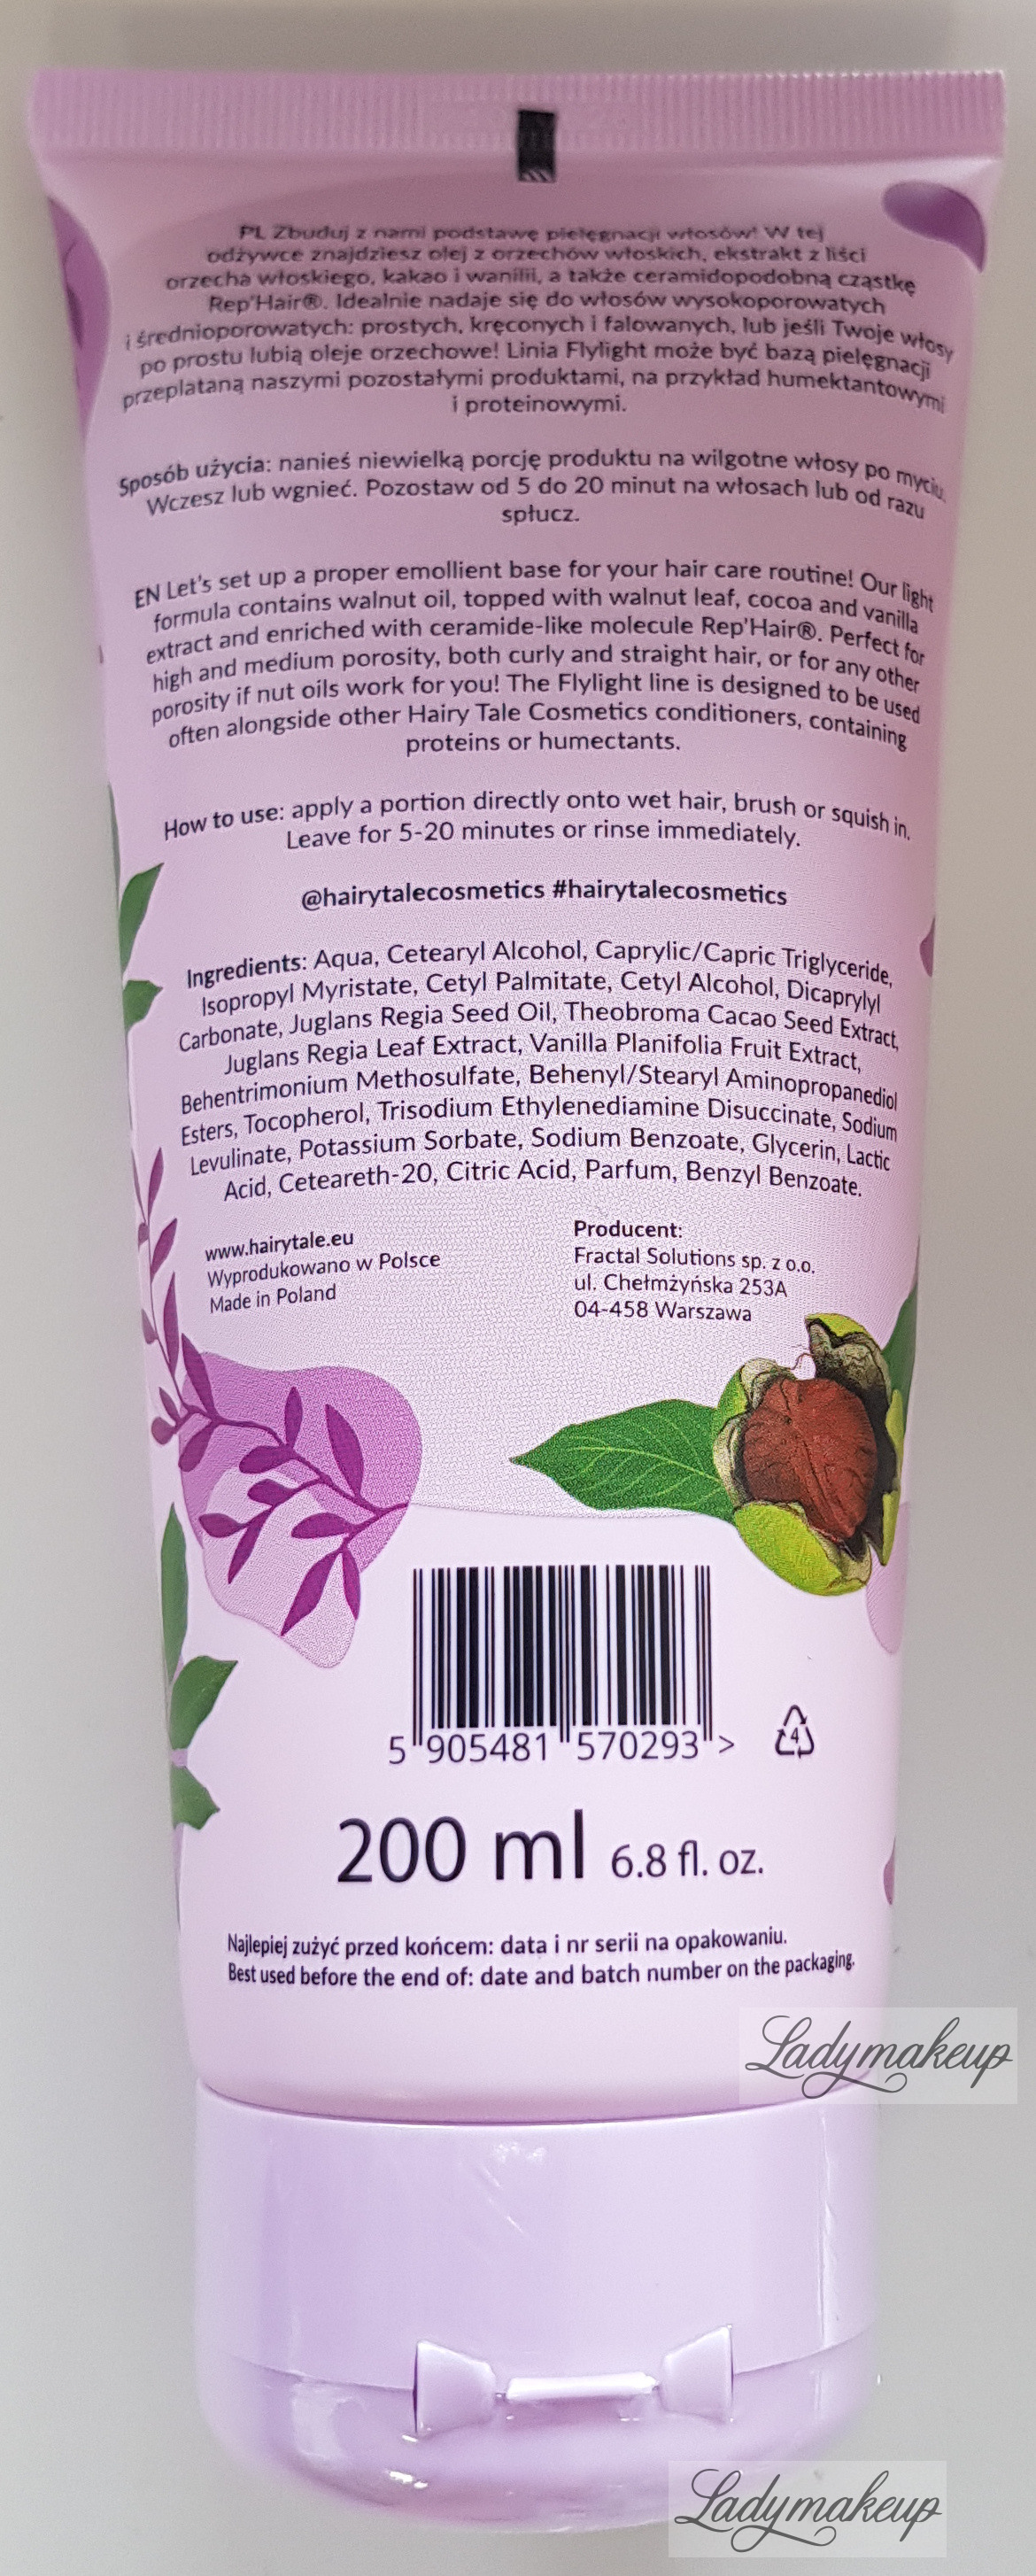 PL Zbuduj z nami podstawę pielęgnacji włosów! W tej
odżywce znajdziesz olej z orzechów włoskich, ekstrakt z liści
orzecha włoskiego, kakao i wanilii, a także ceramidopodobną cząstkę
Rep'Hair®. Idealnie nadaje się do włosów wysokoporowatych
i średnioporowatych: prostych, kręconych i falowanych, lub jeśli Twoje włosy
po prostu lubią oleje orzechowe! Linia Flylight może być bazą pielęgnacji
przeplataną naszymi pozostałymi produktami, na przykład humektantowymi
i proteinowymi.
Sposób użycia: nanieś niewielką porcję produktu na wilgotne włosy po myciu.
Wczesz lub wgnieć. Pozostaw od 5 do 20 minut na włosach lub od razu
spłucz.
EN Let's set up a proper emollient base for your hair care routine! Our light
formula contains walnut oil, topped with walnut leaf, cocoa and vanilla
extract and enriched with ceramide-like molecule Rep'Hair®. Perfect for
high and medium porosity, both curly and straight hair, or for any other
porosity if nut oils work for you! The Flylight line is designed to be used
often alongside other Hairy Tale Cosmetics conditioners, containing
proteins or humectants.
How to use: apply a portion directly onto wet hair, brush or squish in.
Leave for 5-20 minutes or rinse immediately.
@hairytalecosmetics #hairytalecosmetics
Ingredients: Aqua, Cetearyl Alcohol, Caprylic/Capric Triglyceride,
Isopropyl Myristate, Cetyl Palmitate, Cetyl Alcohol, Dicaprylyl
Carbonate, Juglans Regia Seed Oil, Theobroma Cacao Seed Extract,
Juglans Regia Leaf Extract, Vanilla Planifolia Fruit Extract,
Behentrimonium Methosulfate, Behenyl/Stearyl Aminopropanediol
Esters, Tocopherol, Trisodium Ethylenediamine Disuccinate, Sodium
Levulinate, Potassium Sorbate, Sodium Benzoate, Glycerin, Lactic
Acid, Ceteareth-20, Citric Acid, Parfum, Benzyl Benzoate.
www.hairytale.eu
Wyprodukowano w Polsce
Made in Poland
Producent:
Fractal Solutions sp. z o.o.
ul. Chełmżyńska 253A
04-458 Warszawa
5 905481 570293 >
4
200 ml 6.8 fl. oz.
Najlepiej zużyć przed końcem: data i nr serii na opakowaniu.
Best used before the end of: date and batch number on the packaging.
Ladymakeup
Ladymakeup